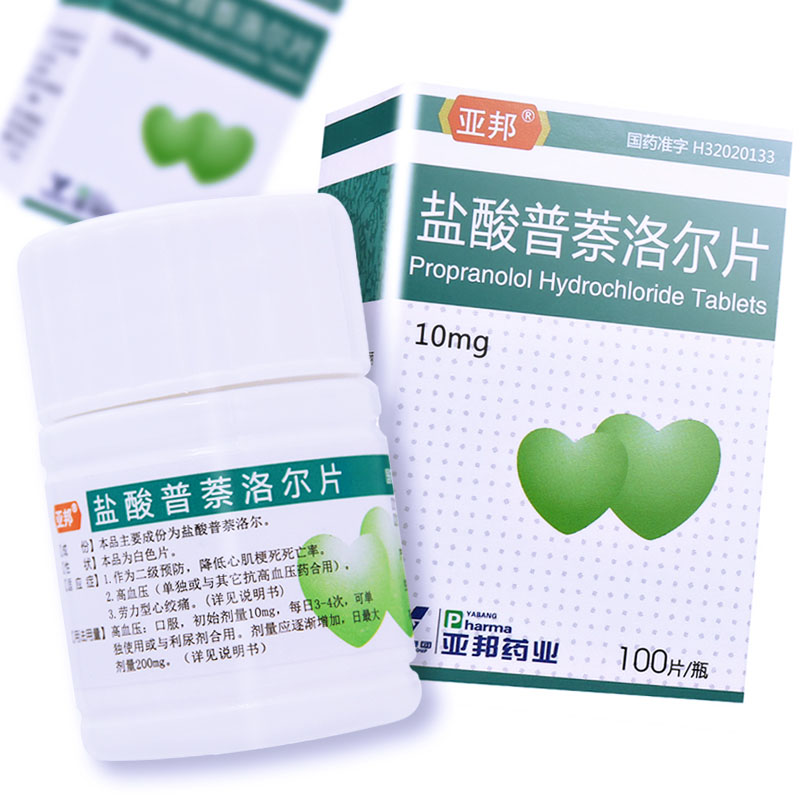 亚邦®
国药准字 H32020133
盐酸普萘洛尔片
Propranolol Hydrochloride Tablets
10mg
YABANG
Pharma
亚邦药业
100片/瓶
亚邦
盐酸普萘洛尔片
份】本品主要成份为盐酸普萘洛尔。
状】本品为白色片。
应症】1.作为二级预防,降低心肌梗死死亡率。
2.高血压(单独或与其它抗高血压药合用)。
3.劳力型心绞痛。(详见说明书)
用法用量】高血压:口服,初始剂量10mg,每日3-4次,可单
独使用或与利尿剂合用。剂量应逐渐增加,日最大
剂量200mg。(详见说明书)